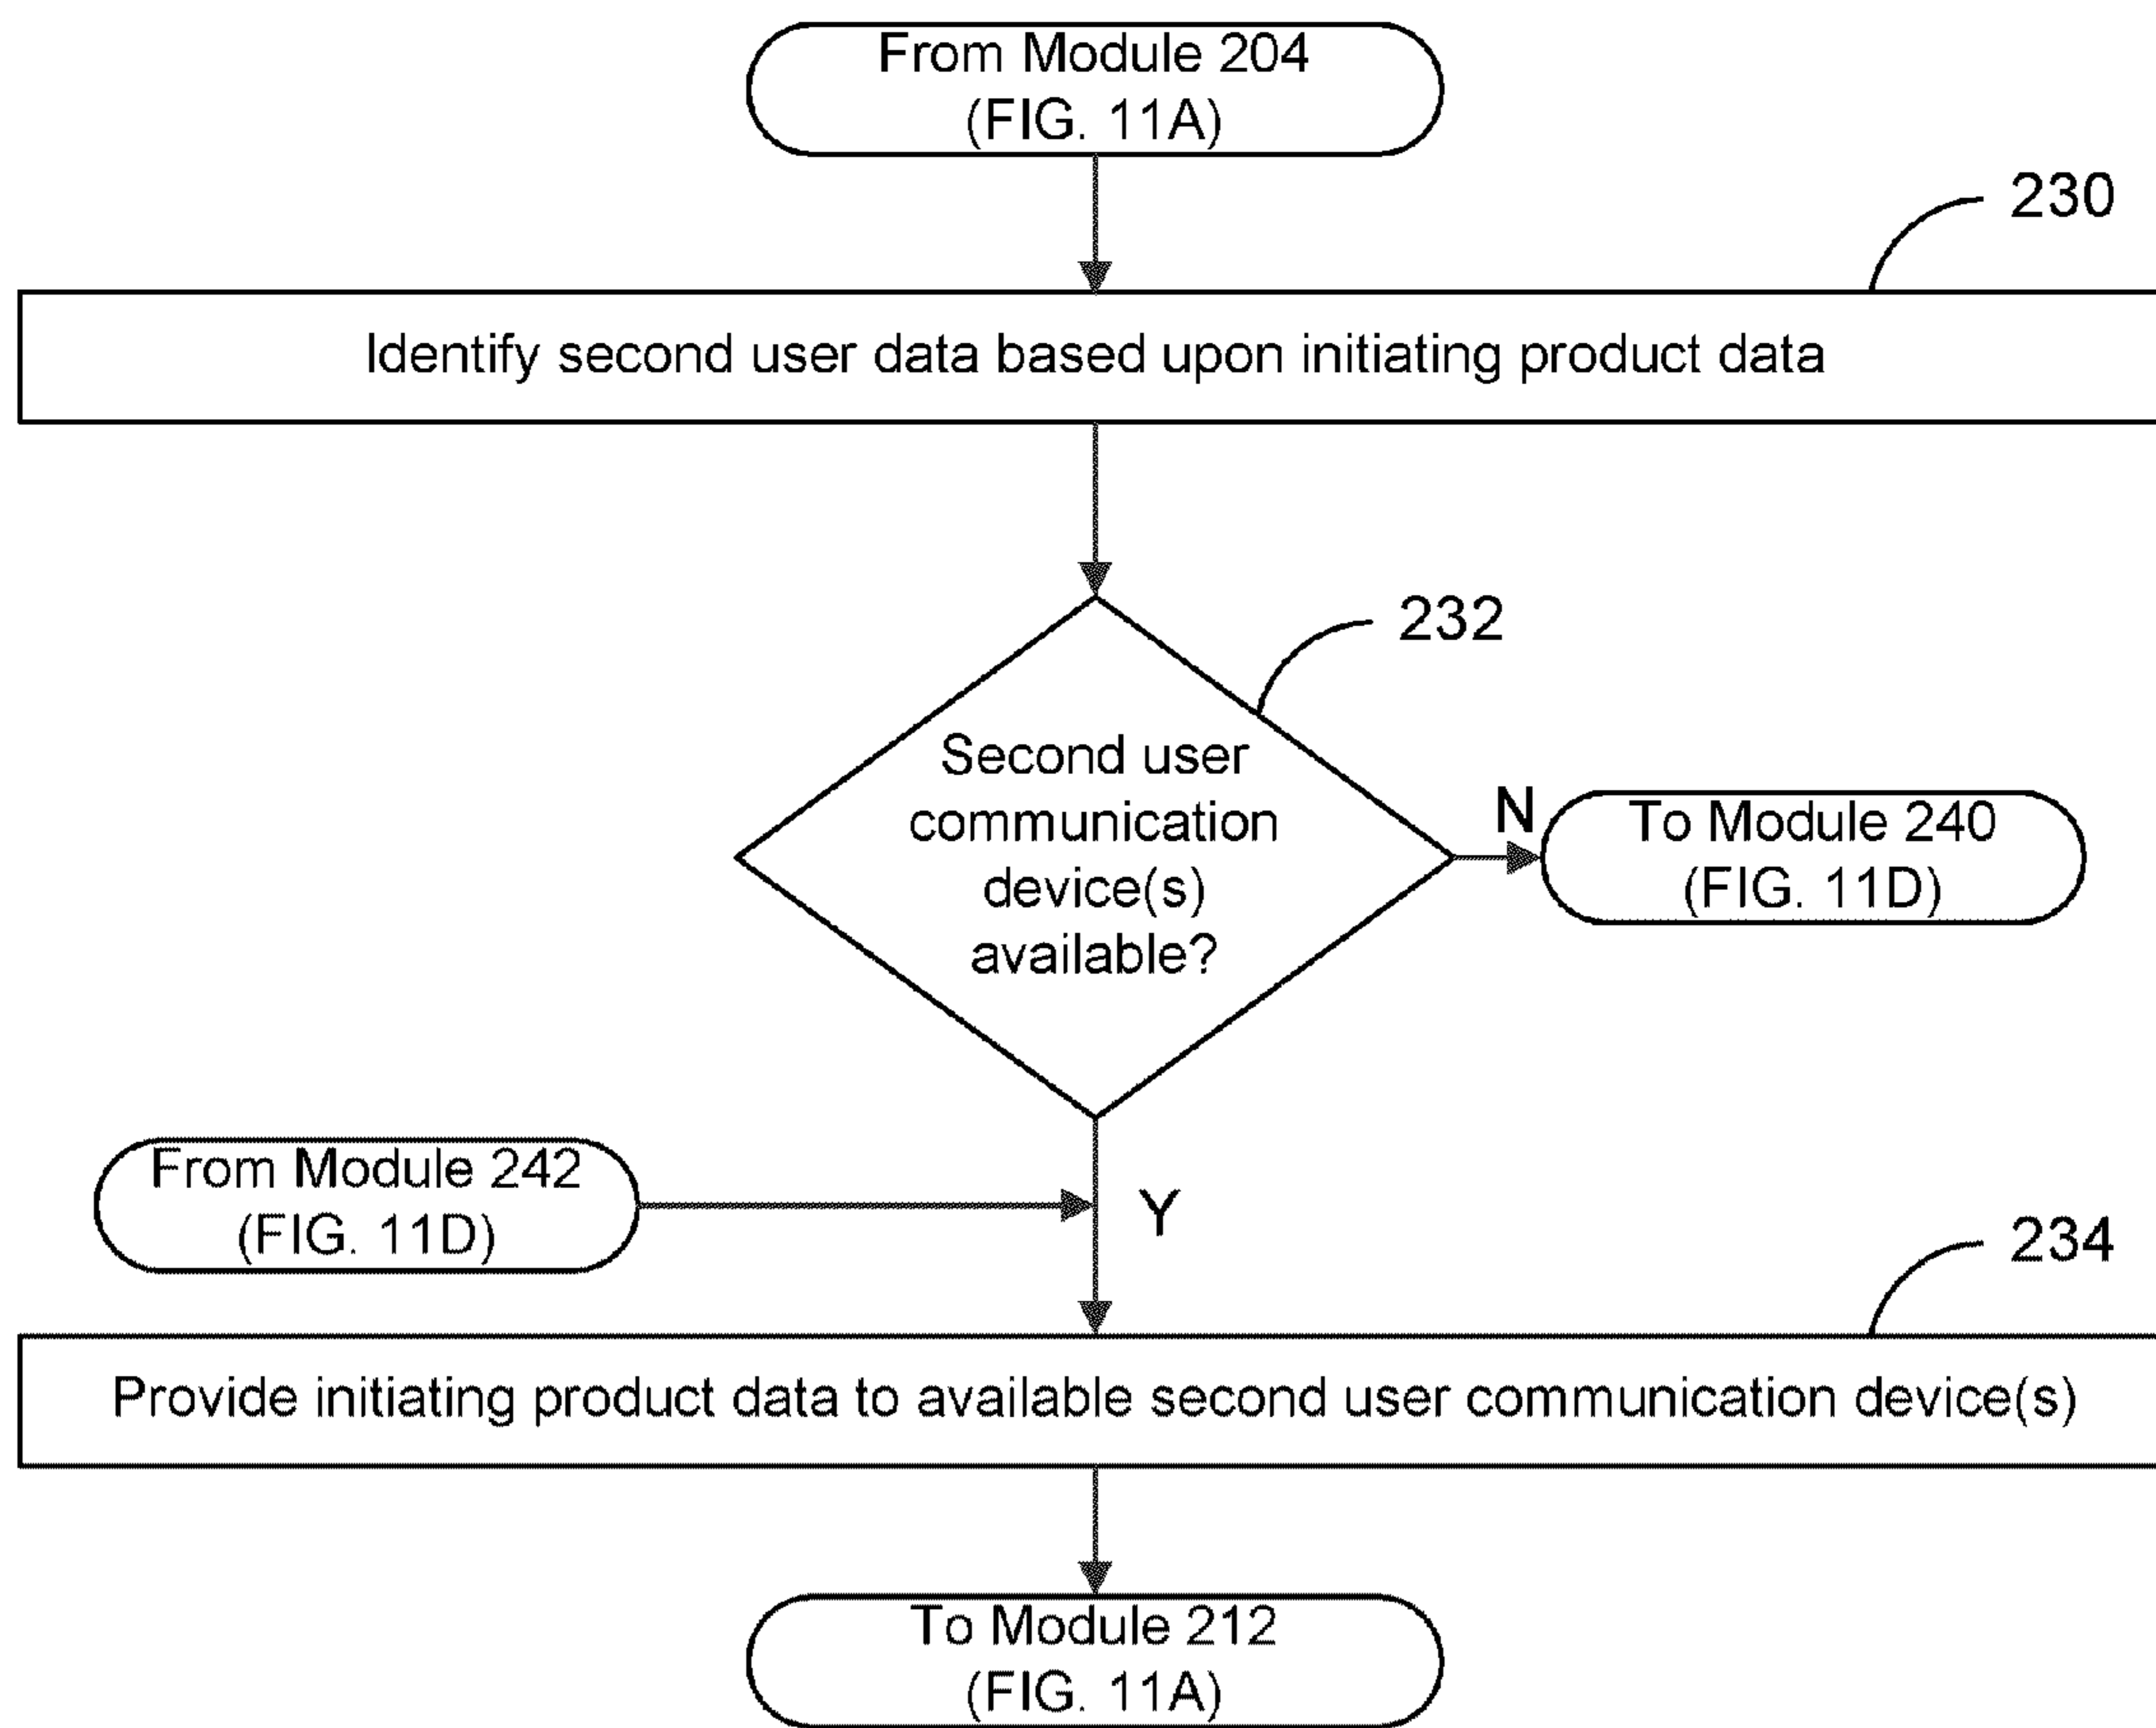 From Module 204
(FIG. 11A)
230
Identify second user data based upon initiating product data
232
Second user
communication
device(s)
available?
N
To Module 240
(FIG. 11D)
From Module 242
(FIG. 11D)
Y
234
Provide initiating product data to available second user communication device(s)
To Module 212
(FIG. 11A)